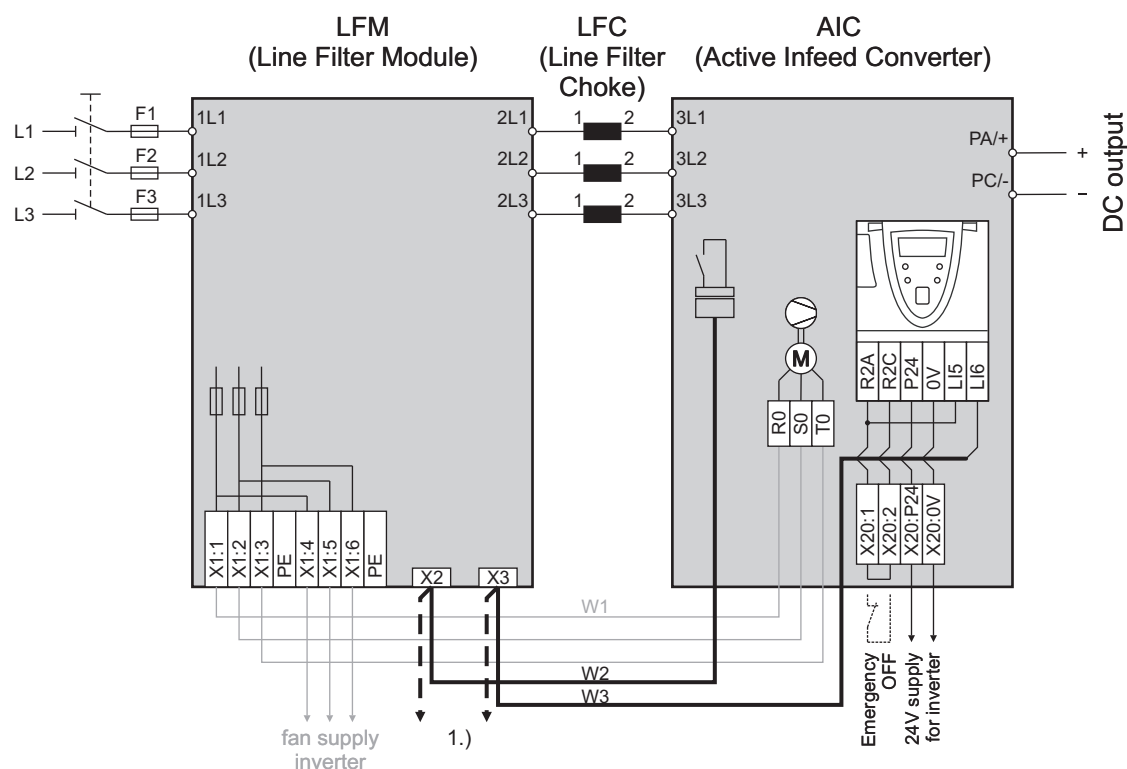 LFM
(Line Filter Module)
LFC
(Line Filter
Choke)
AIC
(Active Infeed Converter)
L1
F1
1L1
2L1
1
2
3L1
L2
F2
1L2
2L2
1
2
3L2
L3
F3
1L3
2L3
1
2
3L3
PA/+
+
PC/-
-
DC output
M
R2A
R2C
P24
0V
LI5
LI6
R0
S0
T0
X20:1
X20:2
X20:P24
X20:0V
X1:1
X1:2
X1:3
PE
X1:4
X1:5
X1:6
PE
X2
X3
W1
W2
W3
fan supply
inverter
1.)
Emergency
OFF
24V supply
for inverter